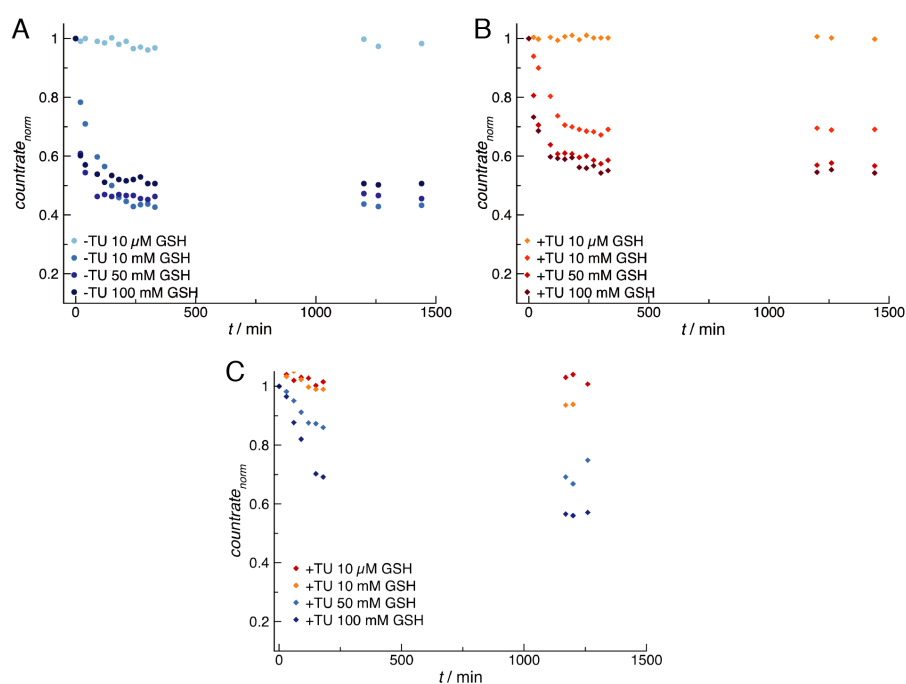 A
1
0.8
0.6
0.4
0.2
countrate_norm
-TU 10 µM GSH
-TU 10 mM GSH
-TU 50 mM GSH
-TU 100 mM GSH
0
500
1000
1500
t / min
B
1
0.8
0.6
0.4
0.2
countrate_norm
+TU 10 µM GSH
+TU 10 mM GSH
+TU 50 mM GSH
+TU 100 mM GSH
0
500
1000
1500
t / min
C
1
0.8
0.6
0.4
0.2
countrate_norm
+TU 10 µM GSH
+TU 10 mM GSH
+TU 50 mM GSH
+TU 100 mM GSH
0
500
1000
1500
t / min